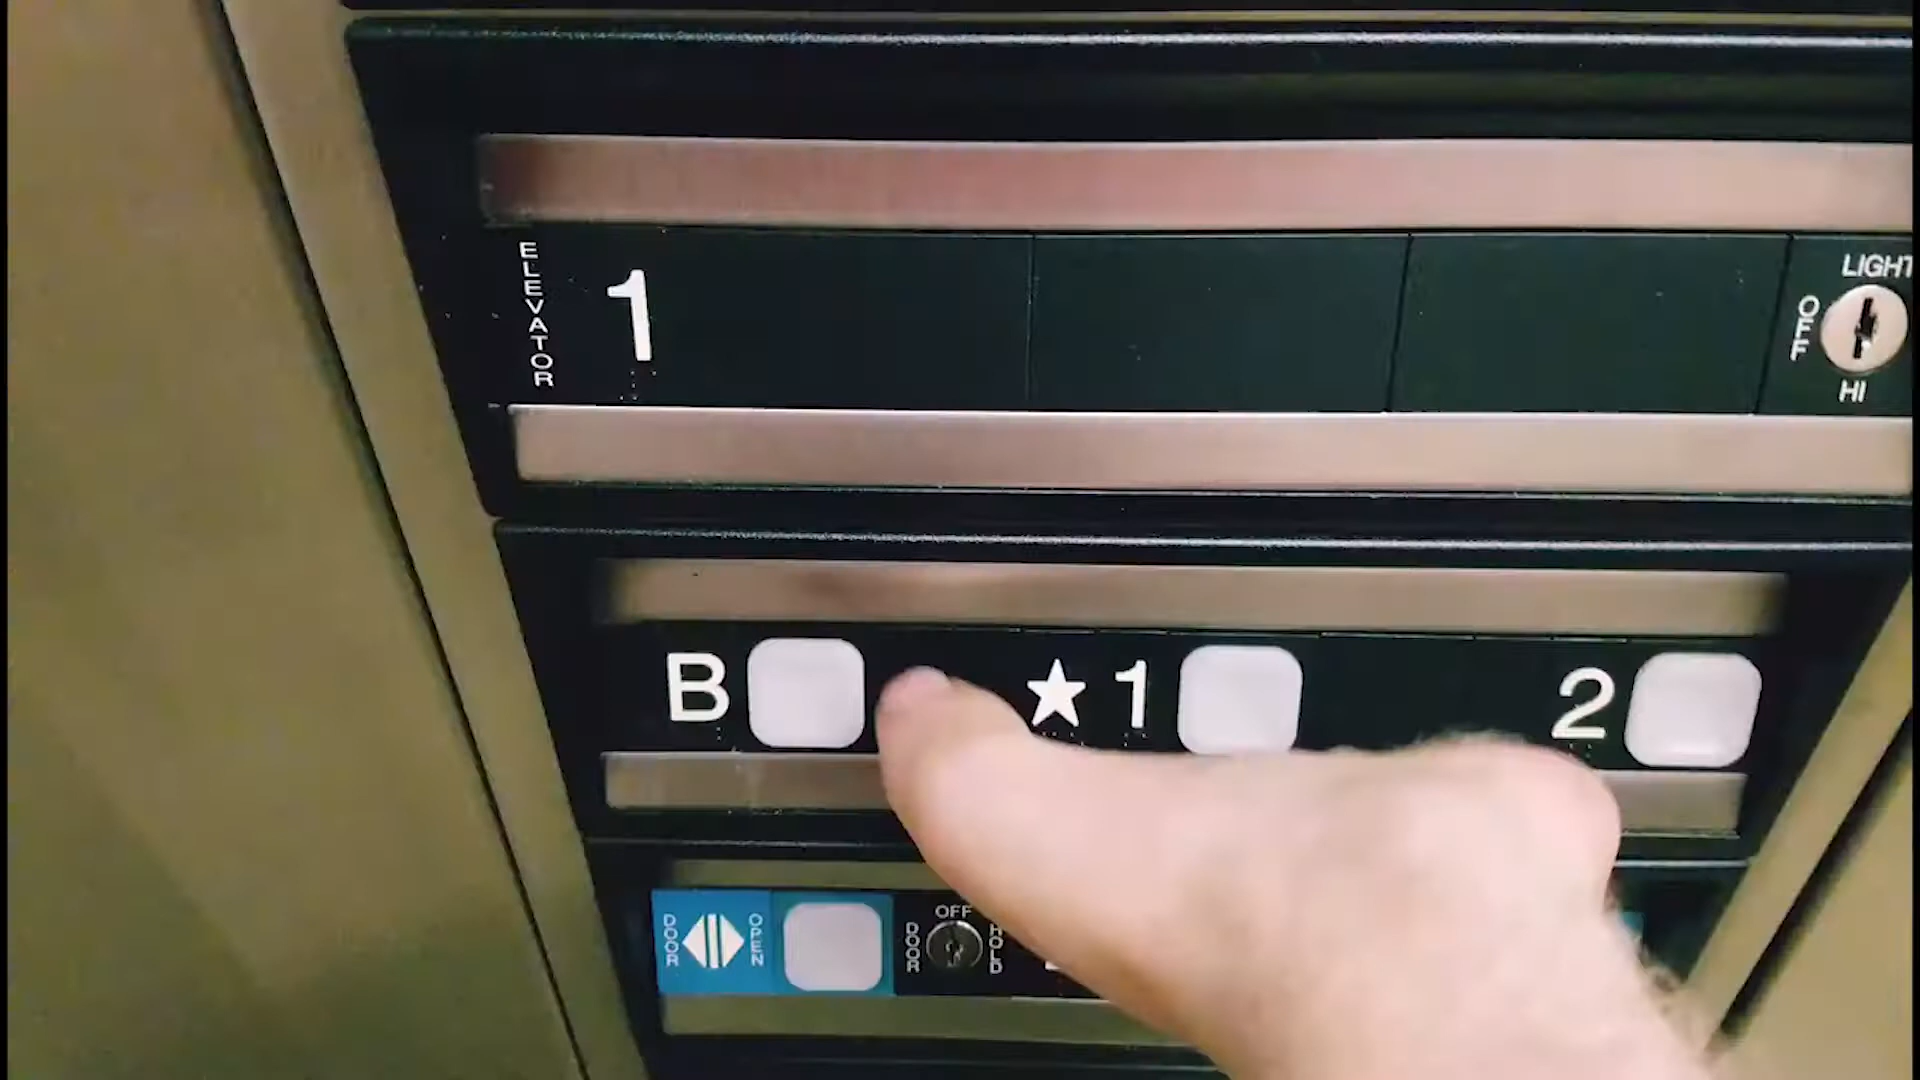 ELEVATOR
1
LIGHT
OFF
HI
B
★1
2
DOOR
OPEN
DOOR
OFF
HOLD